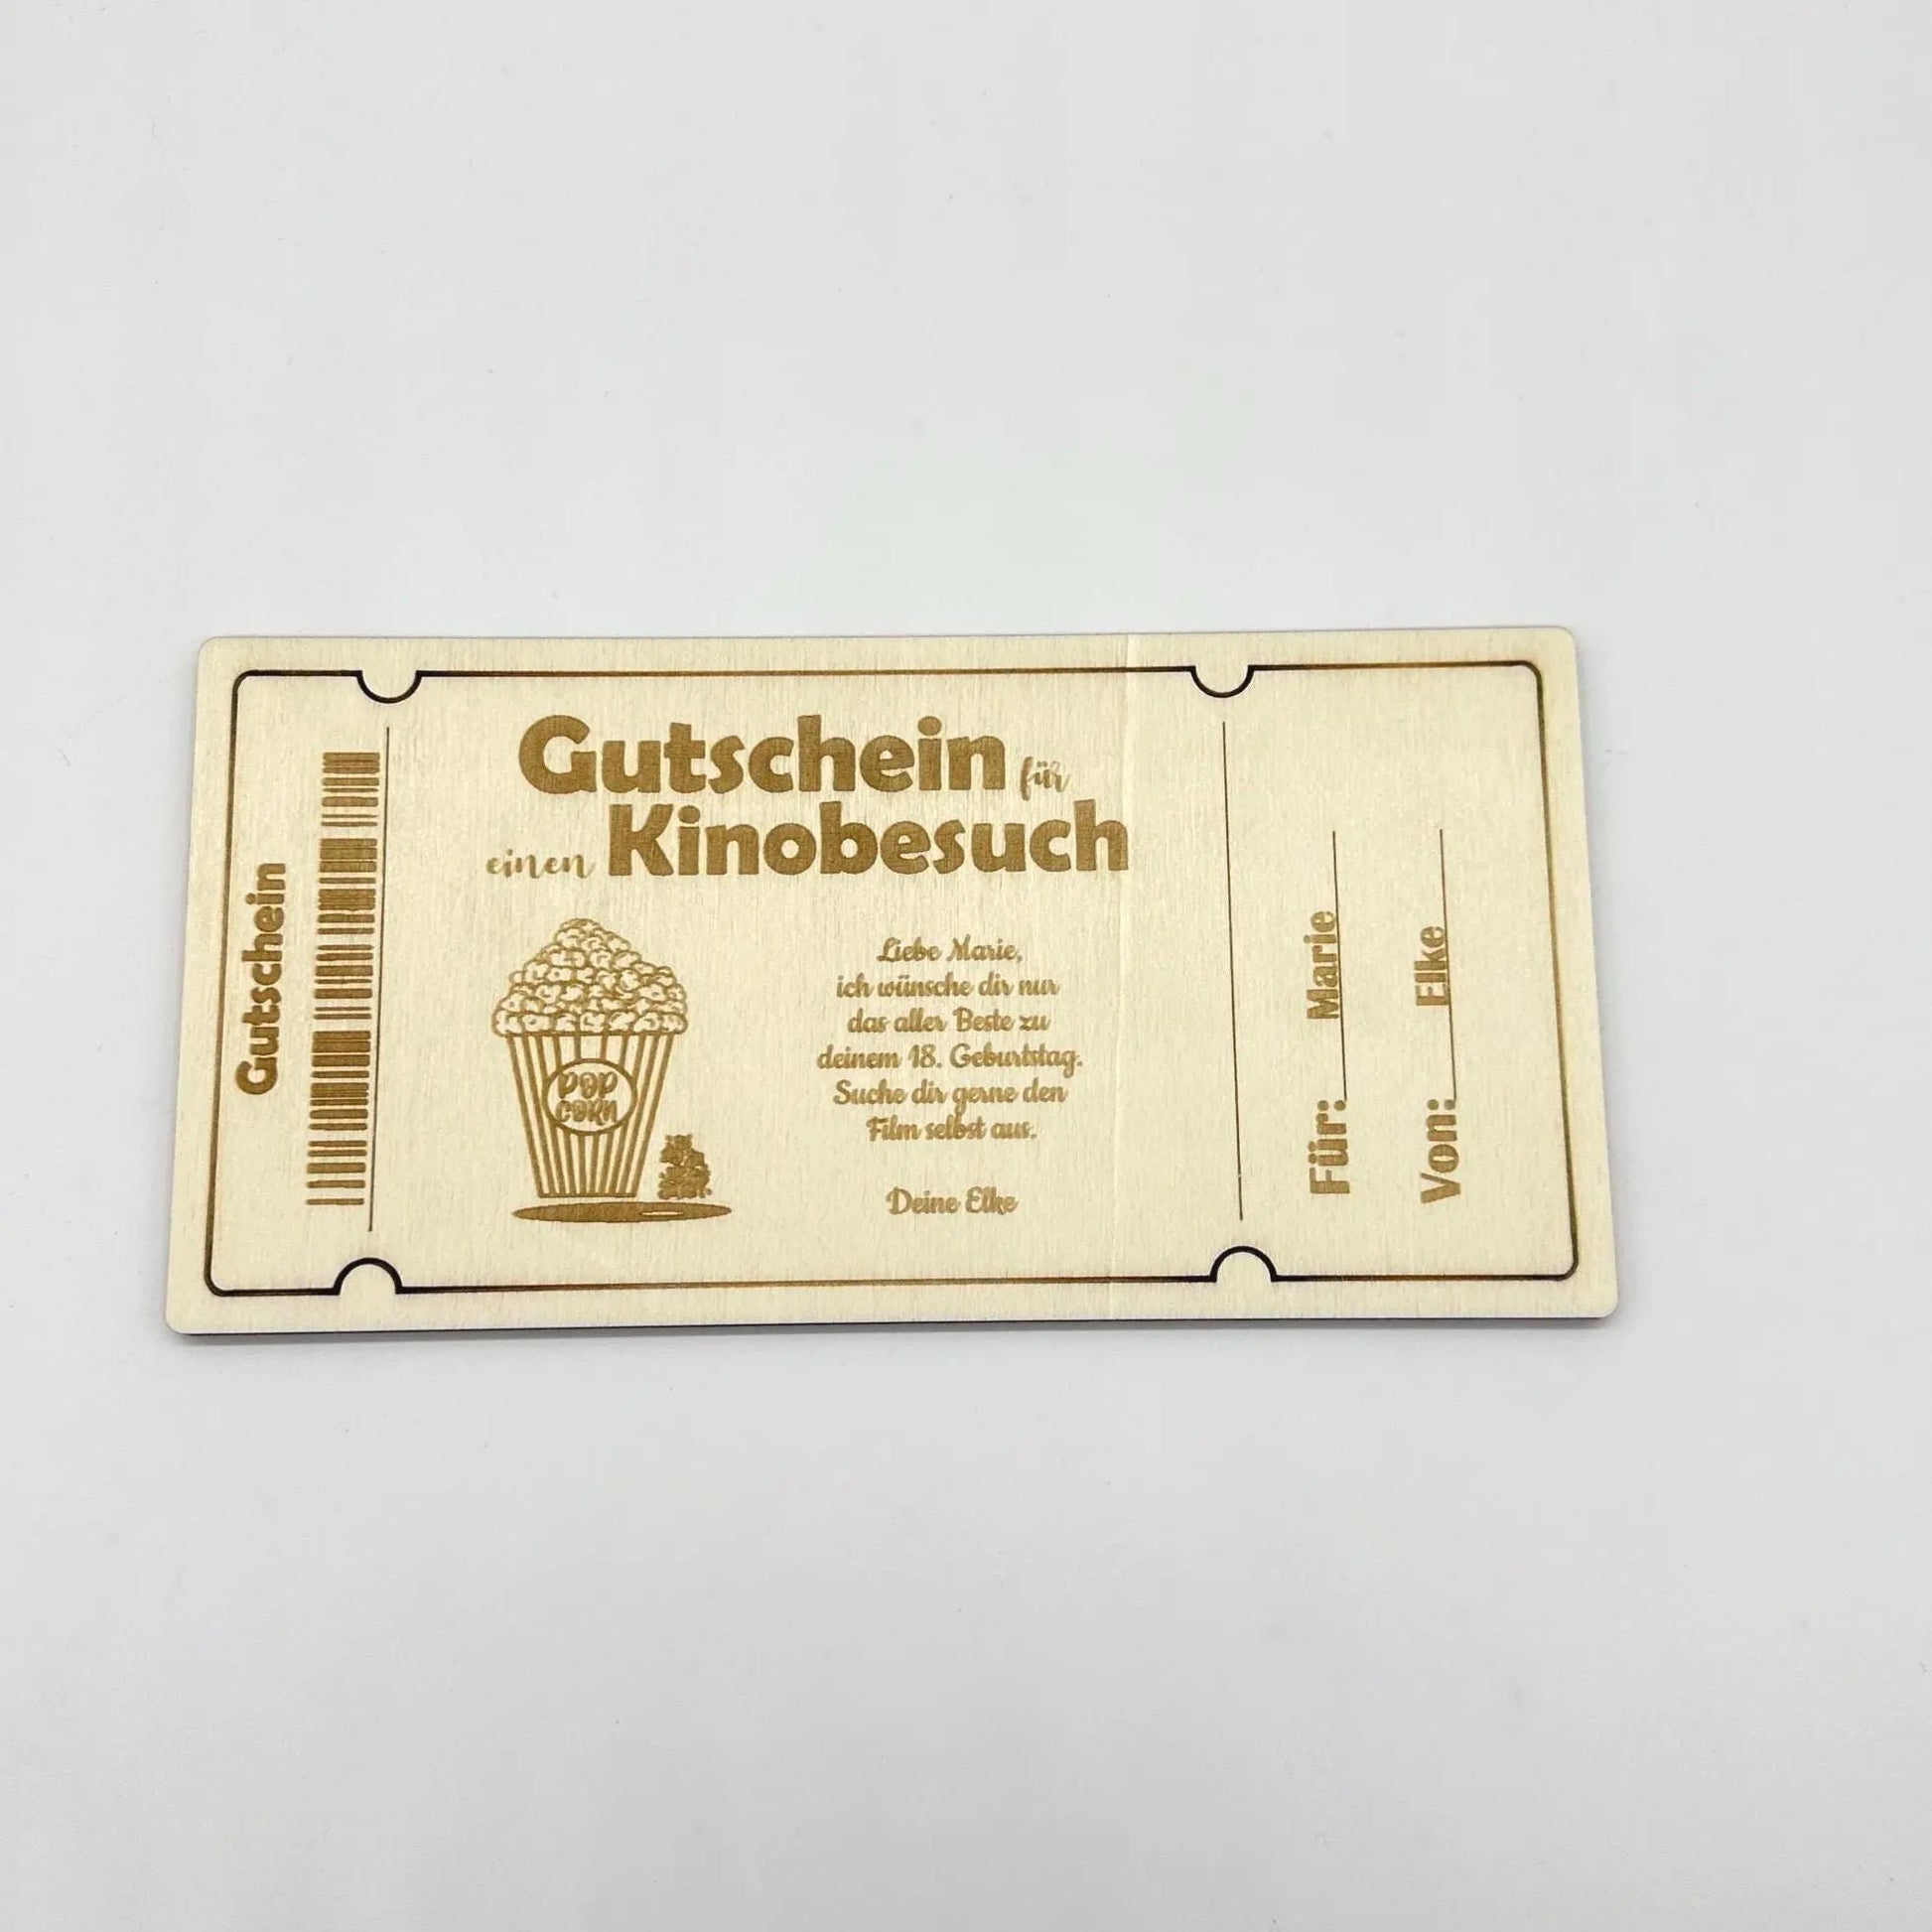 Gutschein
Gutschein für
einen Kinobesuch
POP
CORN
Liebe Marie,
ich wünsche dir nur
das aller Beste zu
deinem 18. Geburtstag.
Suche dir gerne den
Film selbst aus.
Deine Elke
Für: Marie
Von: Elke